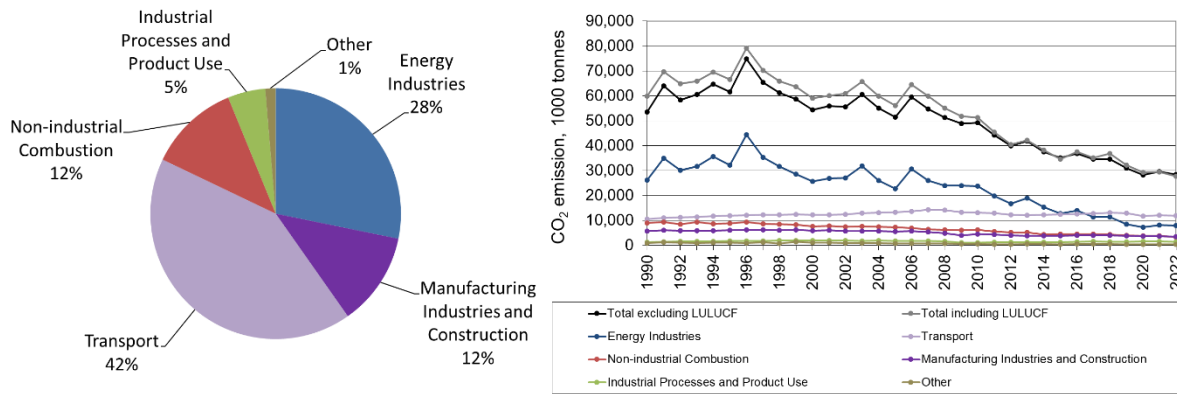 Industrial
Processes and
Product Use
5%
Other
1%
Energy
Industries
28%
Non-industrial
Combustion
12%
Manufacturing
Industries and
Construction
12%
Transport
42%
CO₂ emission, 1000 tonnes
90,000
80,000
70,000
60,000
50,000
40,000
30,000
20,000
10,000
0
1990
1992
1994
1996
1998
2000
2002
2004
2006
2008
2010
2012
2014
2016
2018
2020
2022
Total excluding LULUCF
Total including LULUCF
Energy Industries
Transport
Non-industrial Combustion
Manufacturing Industries and Construction
Industrial Processes and Product Use
Other